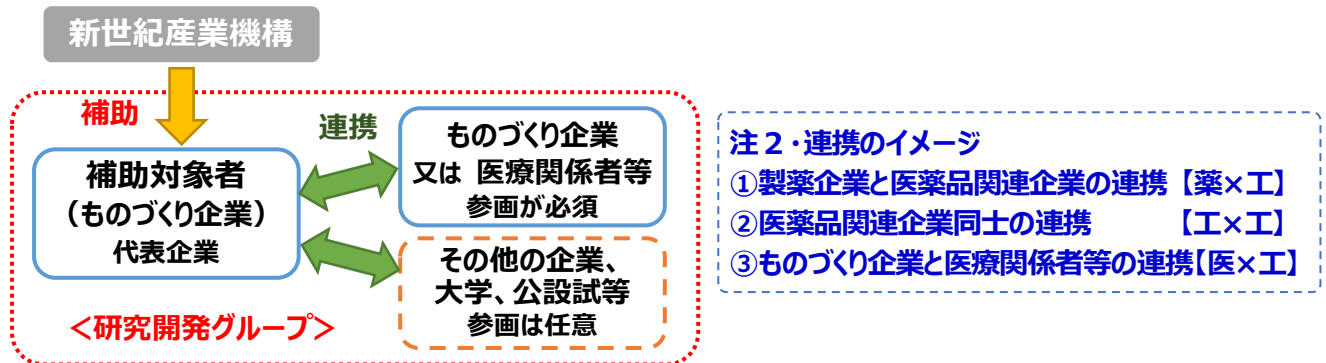 新世紀産業機構
補助
連携
補助対象者
（ものづくり企業）
代表企業
ものづくり企業
又は 医療関係者等
参画が必須
その他の企業、
大学、公設試等
参画は任意
＜研究開発グループ＞
注２・連携のイメージ
①製薬企業と医薬品関連企業の連携【薬×工】
②医薬品関連企業同士の連携 【工×工】
③ものづくり企業と医療関係者等の連携【医×工】